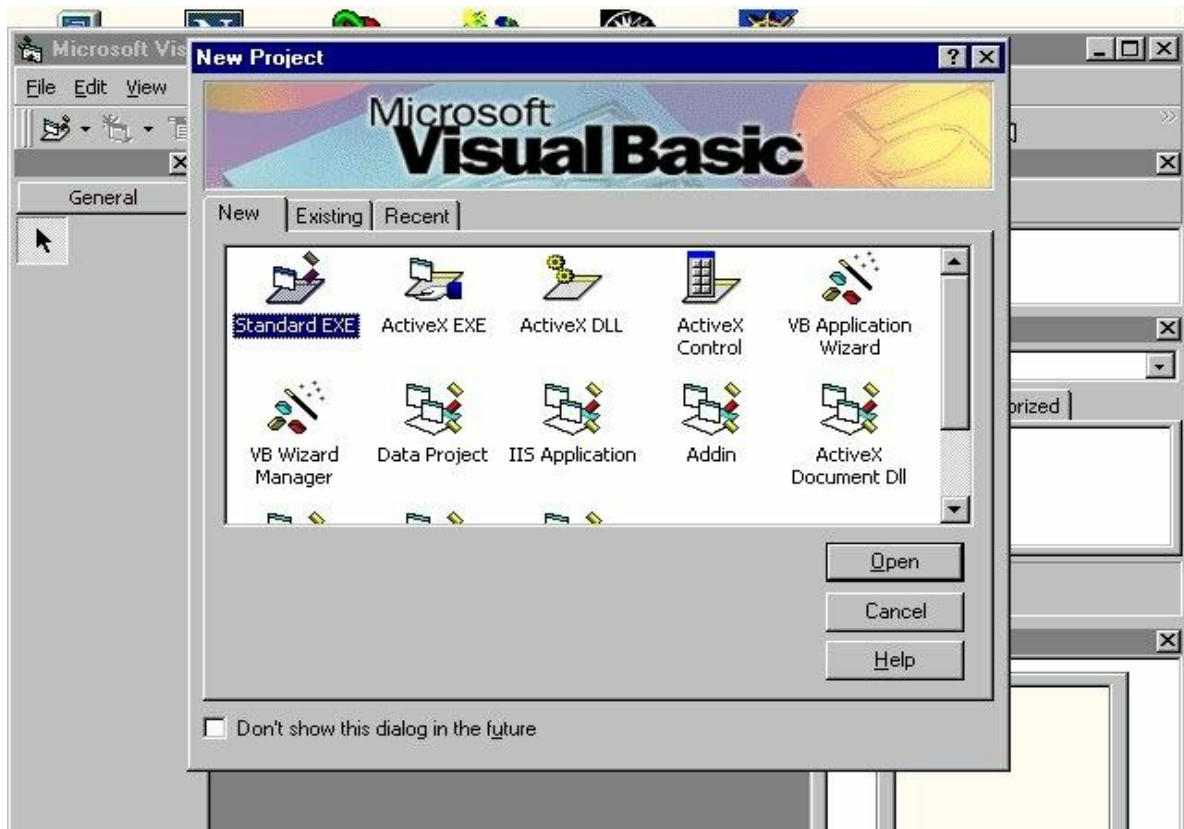 Microsoft Vis
New Project
File Edit View
Microsoft
Visual Basic
General
New Existing Recent
Standard EXE ActiveX EXE ActiveX DLL ActiveX Control VB Application Wizard
orized
VB Wizard Manager Data Project IIS Application Addin ActiveX Document Dll
Open
Cancel
Help
Don't show this dialog in the future